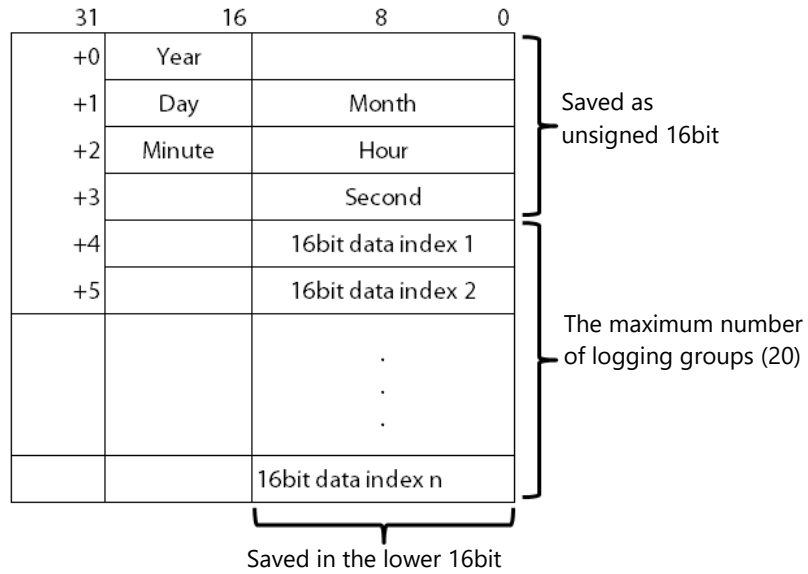 31 16 8 0
+0 Year
+1 Day Month
+2 Minute Hour
+3 Second
+4 16bit data index 1
+5 16bit data index 2
.
.
.
16bit data index n
Saved as
unsigned 16bit
The maximum number
of logging groups (20)
Saved in the lower 16bit